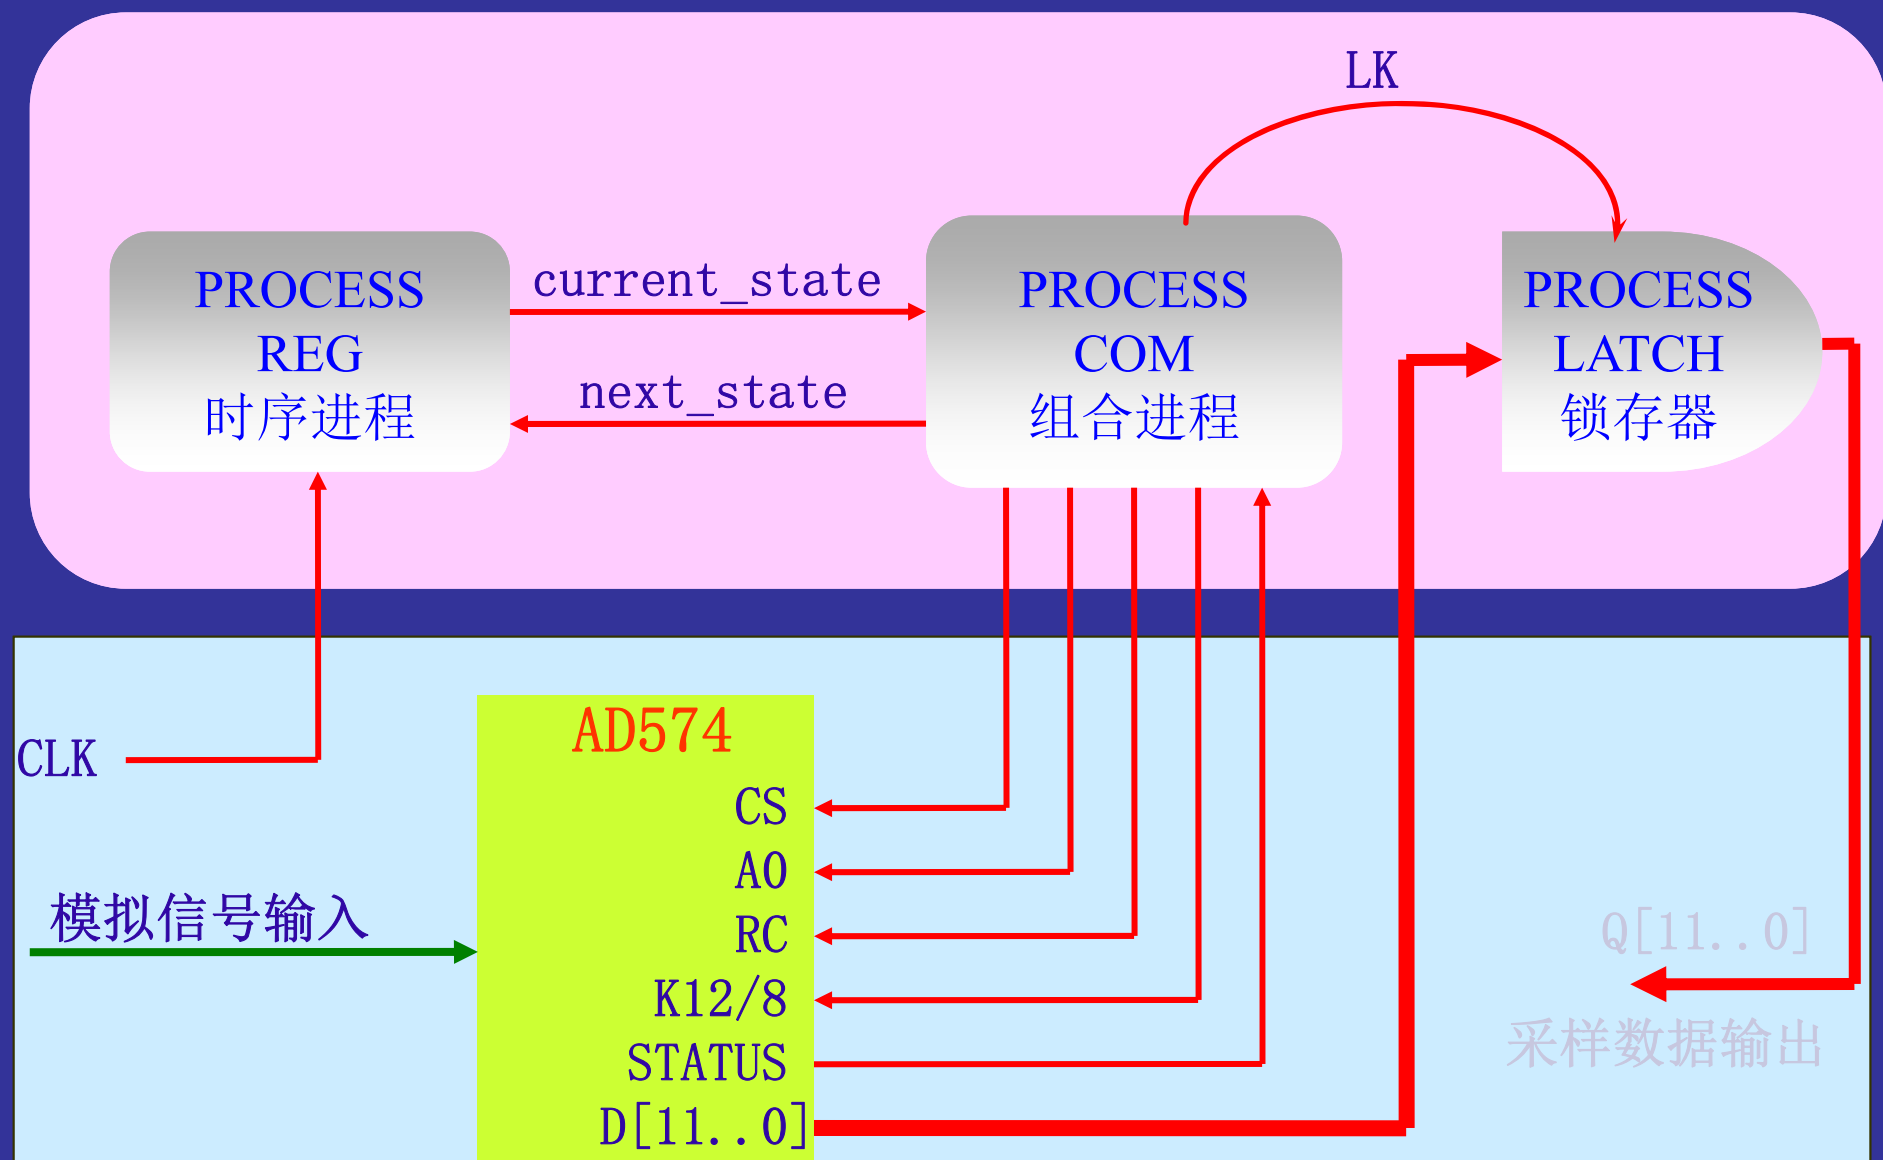 LK
PROCESS
REG
时序进程
current_state
next_state
PROCESS
COM
组合进程
PROCESS
LATCH
锁存器
CLK
模拟信号输入
AD574
CS
A0
RC
K12/8
STATUS
D[11..0]
Q[11..0]
采样数据输出